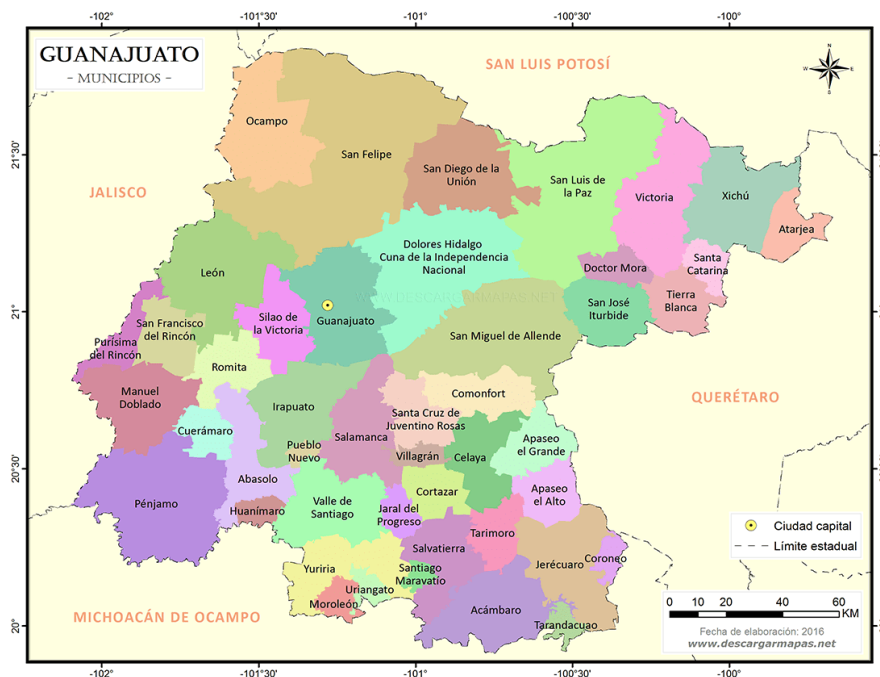 -102°
-101°30'
-101°
-100°30'
-100°
GUANAJUATO
- MUNICIPIOS -
SAN LUIS POTOSÍ
N
W
E
S
Ocampo
San Felipe
21°30'
San Diego de la
Unión
San Luis de
la Paz
Victoria
Xichú
Atarjea
JALISCO
Dolores Hidalgo
Cuna de la Independencia
Nacional
León
Doctor Mora
Santa
Catarina
WWW.DESCARGARMAPAS.NET
21°
Silao de
la Victoria
Guanajuato
San José
Iturbide
Tierra
Blanca
San Francisco
del Rincón
Purísima
del Rincón
San Miguel de Allende
Romita
Manuel
Doblado
Comonfort
QUERÉTARO
Irapuato
Santa Cruz de
Juventino Rosas
Cuerámaro
Salamanca
Pueblo
Nuevo
Villagrán
Celaya
Apaseo
el Grande
20°30'
Abasolo
Cortazar
Apaseo
el Alto
Pénjamo
Huanímaro
Valle de
Santiago
Jaral del
Progreso
Ciudad capital
Límite estadual
Tarimoro
Salvatierra
Yuriria
Santiago
Maravatío
Jerécuaro
Coroneo
Uriangato
Moroleón
Acámbaro
Tarandacuao
MICHOACÁN DE OCAMPO
20°
0 10 20 40 60
KM
Fecha de elaboración: 2016
www.descargarmapas.net
-102°
-101°30'
-101°
-100°30'
-100°